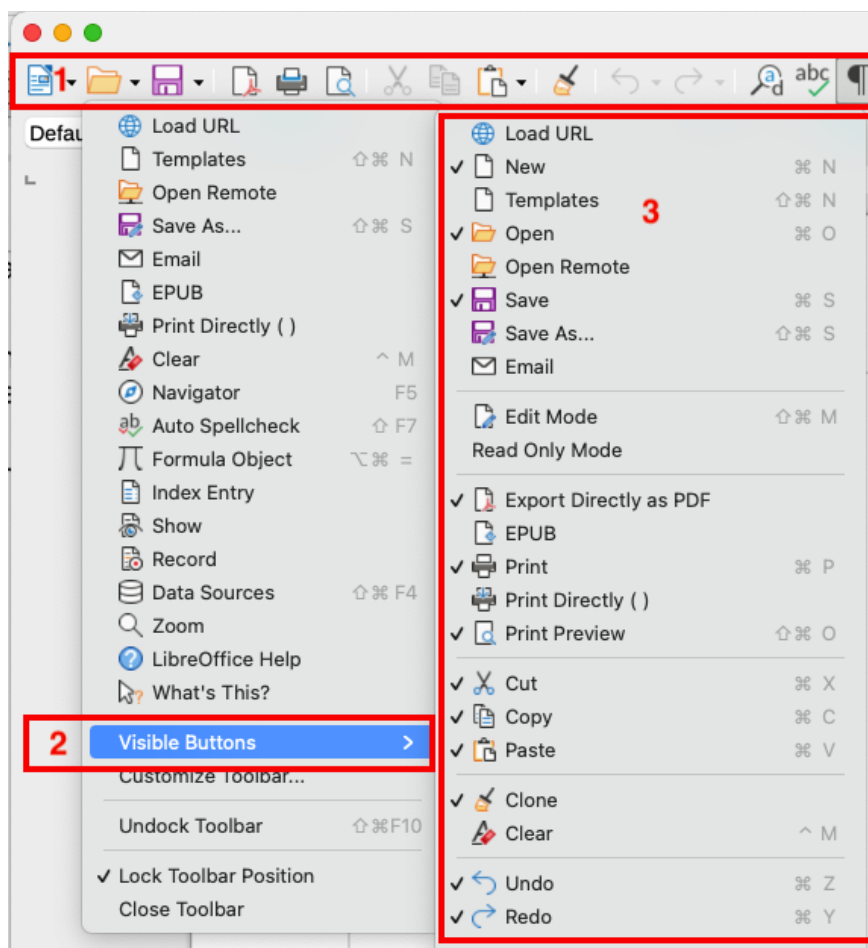 1
abc
Defau
Load URL
Templates ⇧⌘ N
Open Remote
Save As... ⇧⌘ S
Email
EPUB
Print Directly ( )
Clear ^ M
Navigator F5
Auto Spellcheck ⇧ F7
Formula Object ⌥⌘ =
Index Entry
Show
Record
Data Sources ⇧⌘ F4
Zoom
LibreOffice Help
What's This?
2 Visible Buttons >
Customize Toolbar...
Undock Toolbar ⇧⌘F10
✓ Lock Toolbar Position
Close Toolbar
3
Load URL
✓ New ⌘ N
Templates ⇧⌘ N
✓ Open ⌘ O
Open Remote
✓ Save ⌘ S
Save As... ⇧⌘ S
Email
Edit Mode ⇧⌘ M
Read Only Mode
✓ Export Directly as PDF
EPUB
✓ Print ⌘ P
Print Directly ( )
✓ Print Preview ⇧⌘ O
✓ Cut ⌘ X
✓ Copy ⌘ C
✓ Paste ⌘ V
✓ Clone
Clear ^ M
✓ Undo ⌘ Z
✓ Redo ⌘ Y